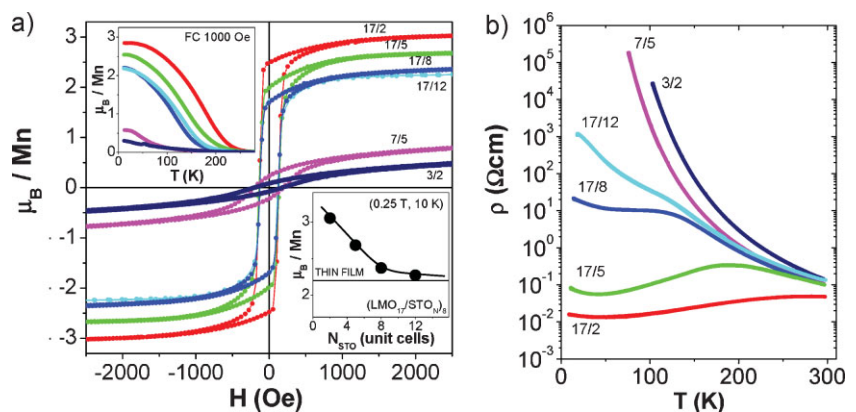 a)
FC 1000 Oe
3
2
1
0
μB / Mn
0 100 200
T (K)
17/2
17/5
17/8
17/12
7/5
3/2
3
2
1
0
- 1
- 2
- 3
μB / Mn
(0.25 T, 10 K)
3
2
μB / Mn
THIN FILM
(LMO17/STON)8
0 4 8 12
NSTO (unit cells)
-2000 -1000 0 1000 2000
H (Oe)
b)
10^6
10^5
10^4
10^3
10^2
10^1
10^0
10^-1
10^-2
10^-3
ρ (Ωcm)
7/5
3/2
17/12
17/8
17/5
17/2
0 100 200 300
T (K)